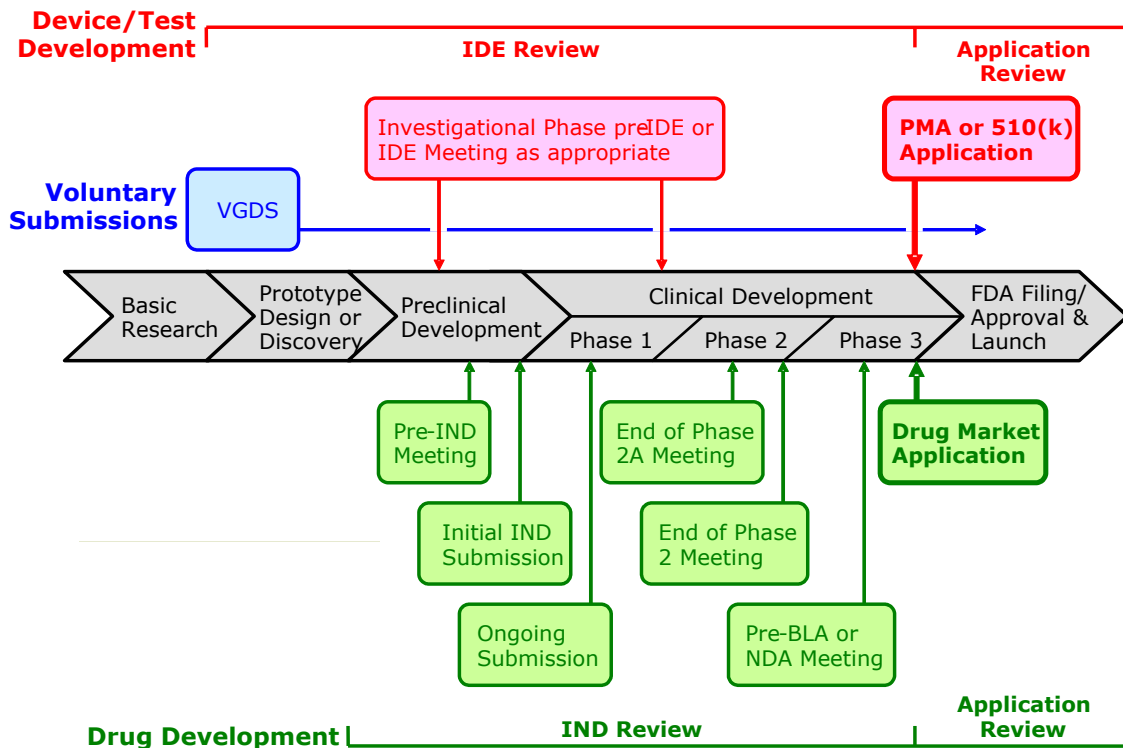 Device/Test
Development
IDE Review
Application
Review
Investigational Phase preIDE or
IDE Meeting as appropriate
PMA or 510(k)
Application
Voluntary
Submissions
VGDS
Basic
Research
Prototype
Design or
Discovery
Preclinical
Development
Clinical Development
Phase 1
Phase 2
Phase 3
FDA Filing/
Approval &
Launch
Pre-IND
Meeting
End of Phase
2A Meeting
Drug Market
Application
Initial IND
Submission
End of Phase
2 Meeting
Ongoing
Submission
Pre-BLA or
NDA Meeting
Drug Development
IND Review
Application
Review